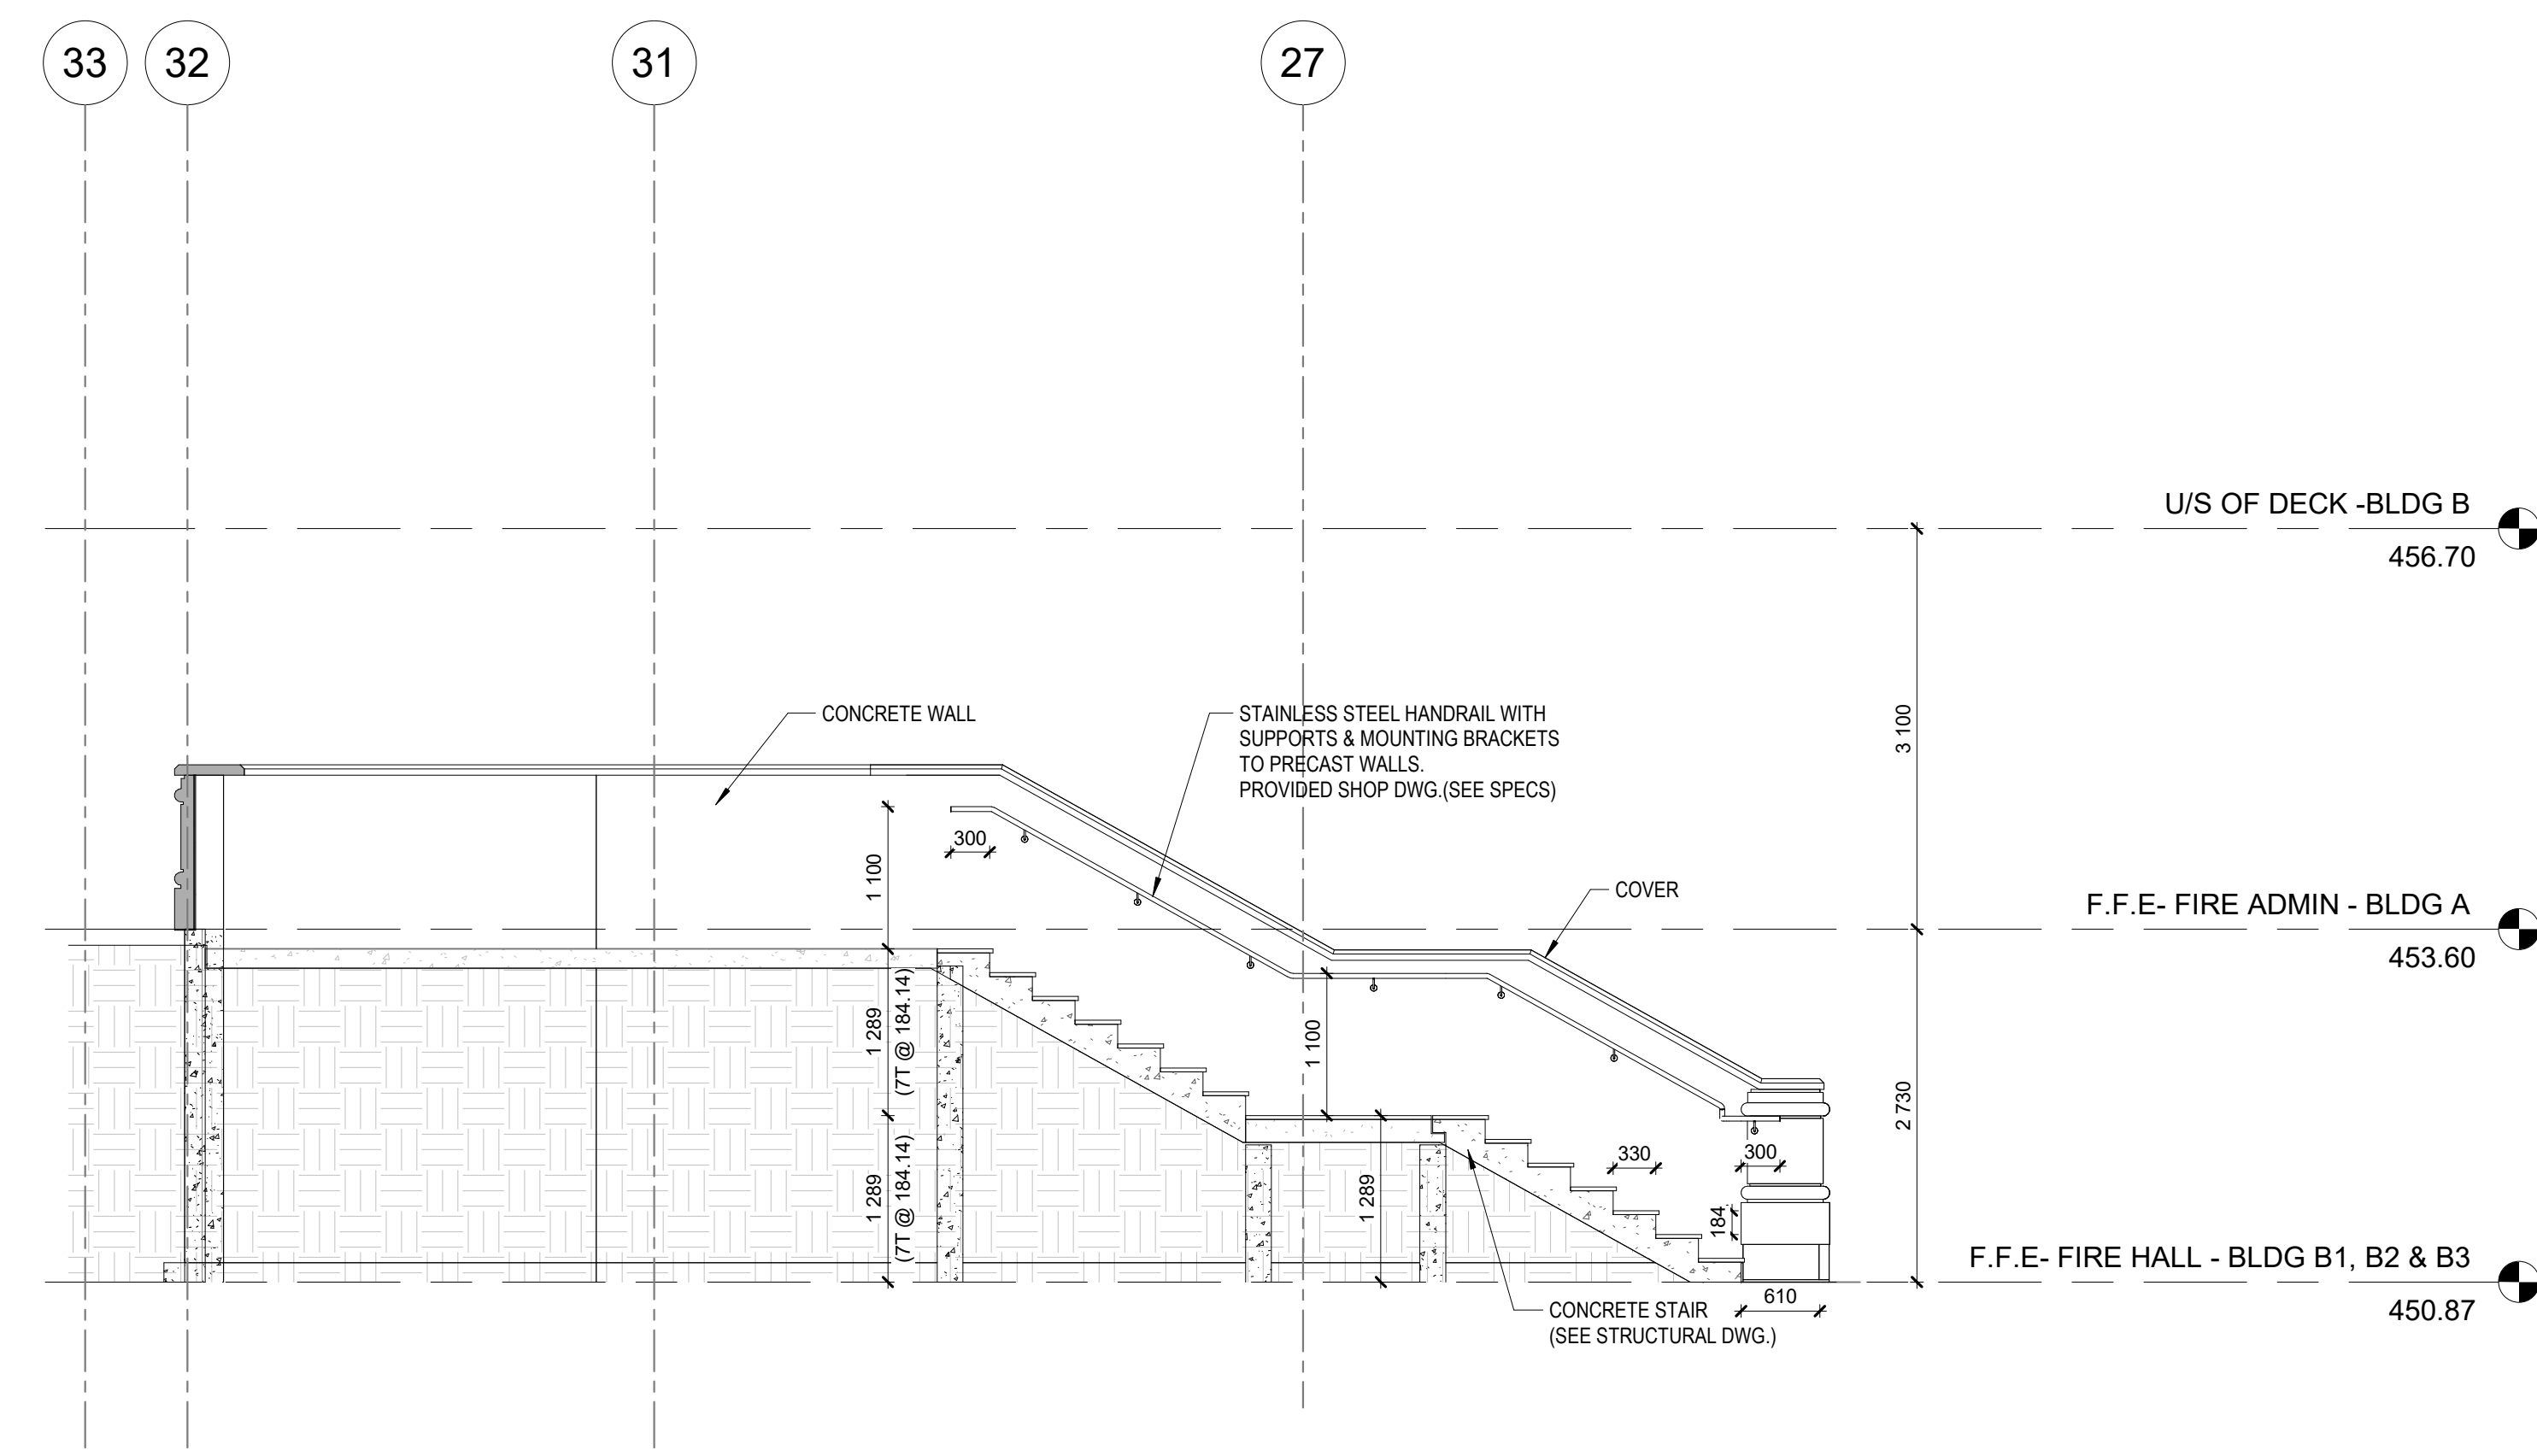 33
32
31
27
U/S OF DECK -BLDG B
456.70
CONCRETE WALL
STAINLESS STEEL HANDRAIL WITH
SUPPORTS & MOUNTING BRACKETS
TO PRECAST WALLS.
PROVIDED SHOP DWG.(SEE SPECS)
3 100
300
1 100
COVER
F.F.E- FIRE ADMIN - BLDG A
453.60
1 289
(7T @ 184.14)
1 100
2 730
1 289
(7T @ 184.14)
1 289
330
300
184
F.F.E- FIRE HALL - BLDG B1, B2 & B3
450.87
610
CONCRETE STAIR
(SEE STRUCTURAL DWG.)